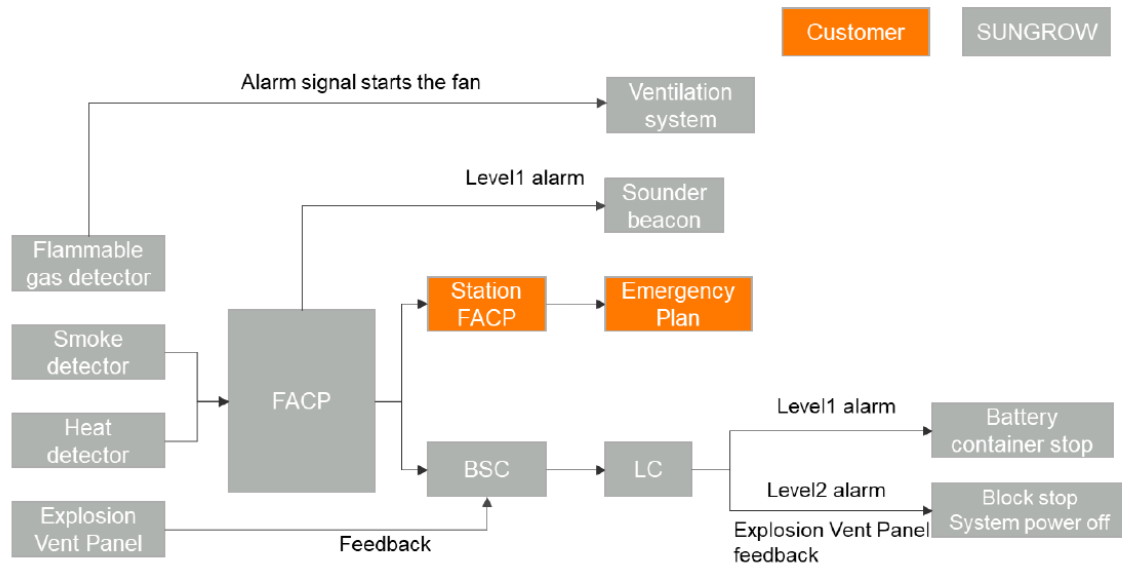 Customer
SUNGROW
Alarm signal starts the fan
Ventilation
system
Level1 alarm
Sounder
beacon
Flammable
gas detector
Station
FACP
Emergency
Plan
Smoke
detector
FACP
Heat
detector
BSC
LC
Level1 alarm
Battery
container stop
Level2 alarm
Block stop
System power off
Explosion
Vent Panel
Feedback
Explosion Vent Panel
feedback